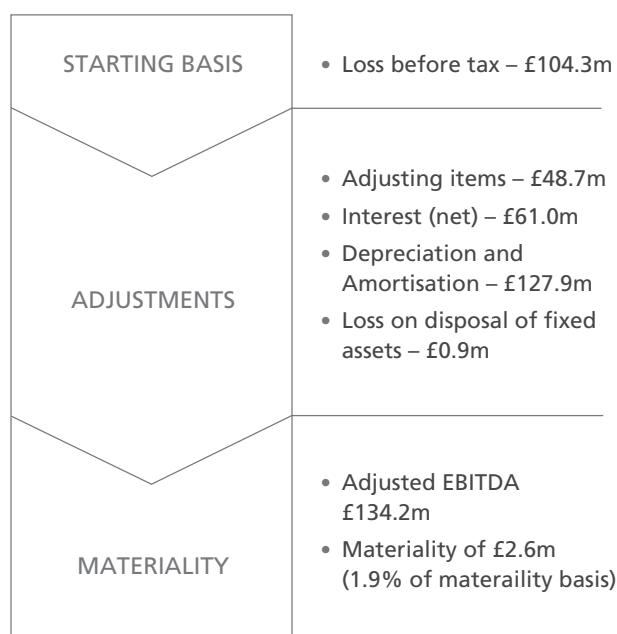 STARTING BASIS
• Loss before tax – £104.3m
ADJUSTMENTS
• Adjusting items – £48.7m
• Interest (net) – £61.0m
• Depreciation and
Amortisation – £127.9m
• Loss on disposal of fixed
assets – £0.9m
MATERIALITY
• Adjusted EBITDA
£134.2m
• Materiality of £2.6m
(1.9% of materaility basis)